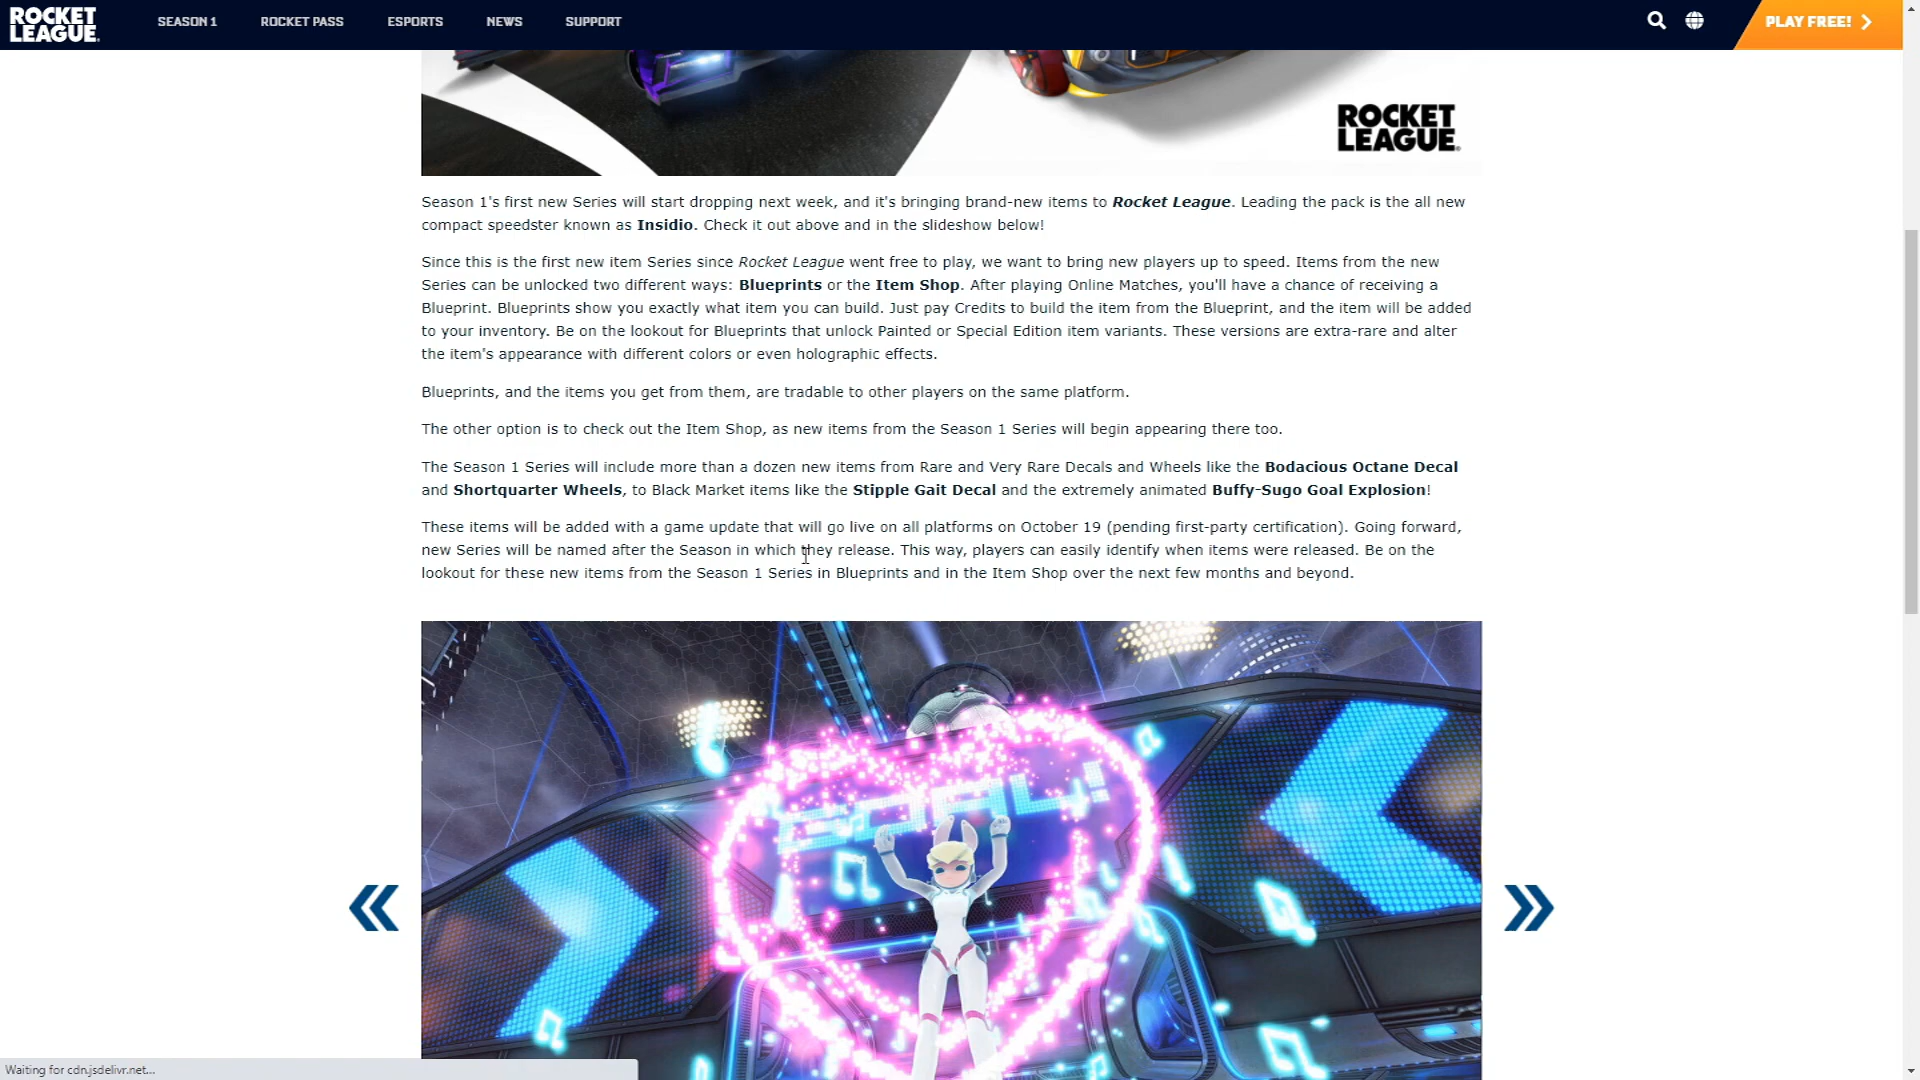 ROCKET
LEAGUE
SEASON 1
ROCKET PASS
ESPORTS
NEWS
SUPPORT
PLAY FREE!
ROCKET
LEAGUE
Season 1's first new Series will start dropping next week, and it's bringing brand-new items to Rocket League. Leading the pack is the all new
compact speedster known as Insidio. Check it out above and in the slideshow below!
Since this is the first new item Series since Rocket League went free to play, we want to bring new players up to speed. Items from the new
Series can be unlocked two different ways: Blueprints or the Item Shop. After playing Online Matches, you'll have a chance of receiving a
Blueprint. Blueprints show you exactly what item you can build. Just pay Credits to build the item from the Blueprint, and the item will be added
to your inventory. Be on the lookout for Blueprints that unlock Painted or Special Edition item variants. These versions are extra-rare and alter
the item's appearance with different colors or even holographic effects.
Blueprints, and the items you get from them, are tradable to other players on the same platform.
The other option is to check out the Item Shop, as new items from the Season 1 Series will begin appearing there too.
The Season 1 Series will include more than a dozen new items from Rare and Very Rare Decals and Wheels like the Bodacious Octane Decal
and Shortquarter Wheels, to Black Market items like the Stipple Gait Decal and the extremely animated Buffy-Sugo Goal Explosion!
These items will be added with a game update that will go live on all platforms on October 19 (pending first-party certification). Going forward,
new Series will be named after the Season in which they release. This way, players can easily identify when items were released. Be on the
lookout for these new items from the Season 1 Series in Blueprints and in the Item Shop over the next few months and beyond.
GOAL!
Waiting for cdn.jsdelivr.net...